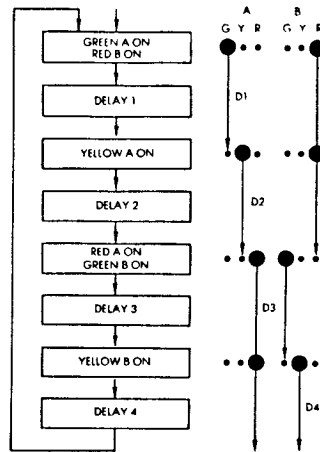 GREEN A ON
RED B ON
DELAY 1
YELLOW A ON
DELAY 2
RED A ON
GREEN B ON
DELAY 3
YELLOW B ON
DELAY 4
A B
G Y R G Y R
D1
D2
D3
D4